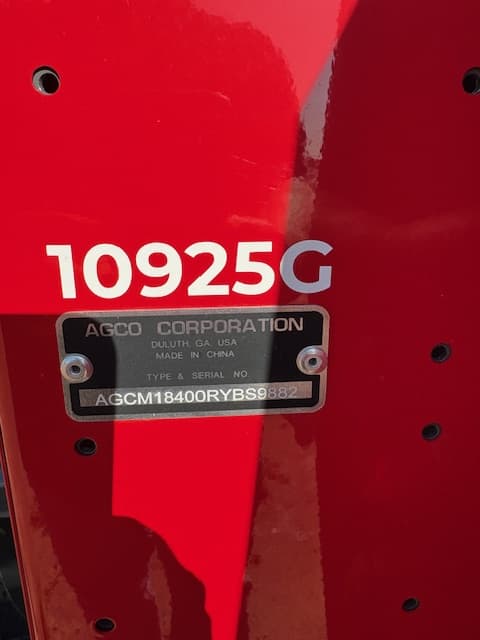 10925G
AGCO CORPORATION
DULUTH, GA. USA
MADE IN CHINA
TYPE & SERIAL NO.
AGCM18400RYBS9882